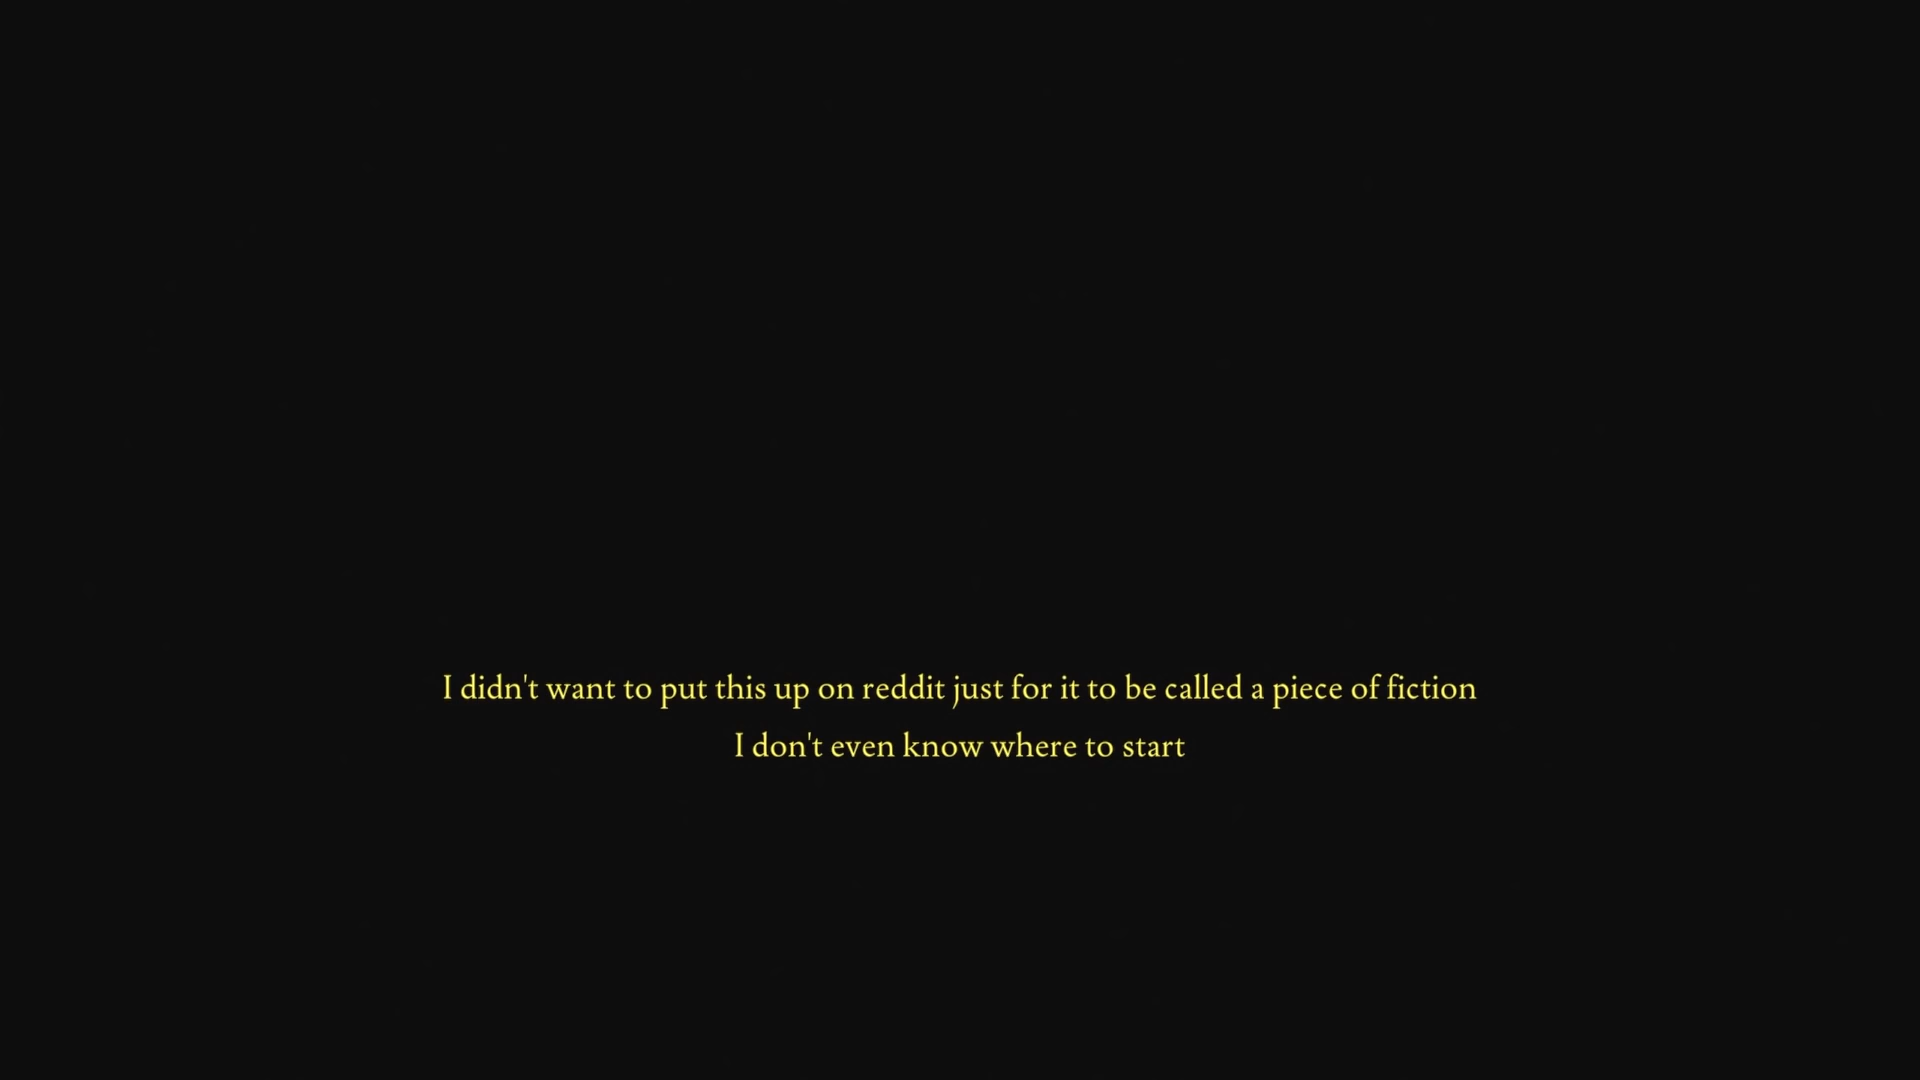 I didn't want to put this up on reddit just for it to be called a piece of fiction
I don't even know where to start